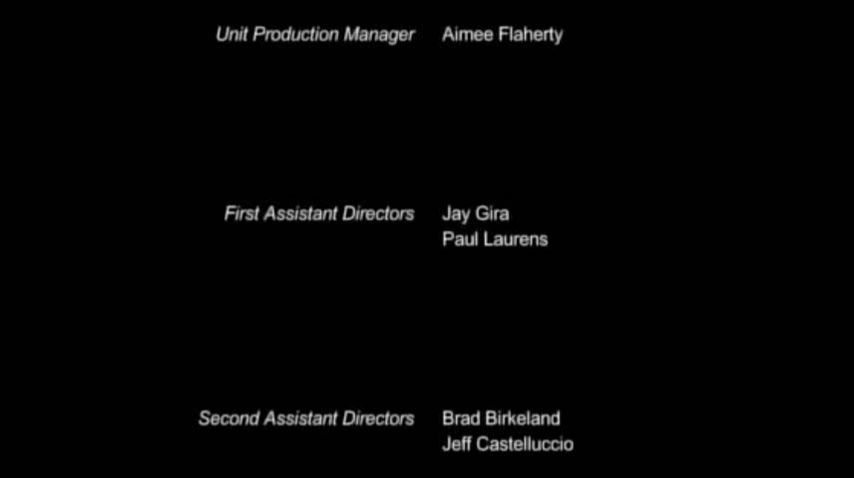 Unit Production Manager Aimee Flaherty
First Assistant Directors Jay Gira
Paul Laurens
Second Assistant Directors Brad Birkeland
Jeff Castelluccio